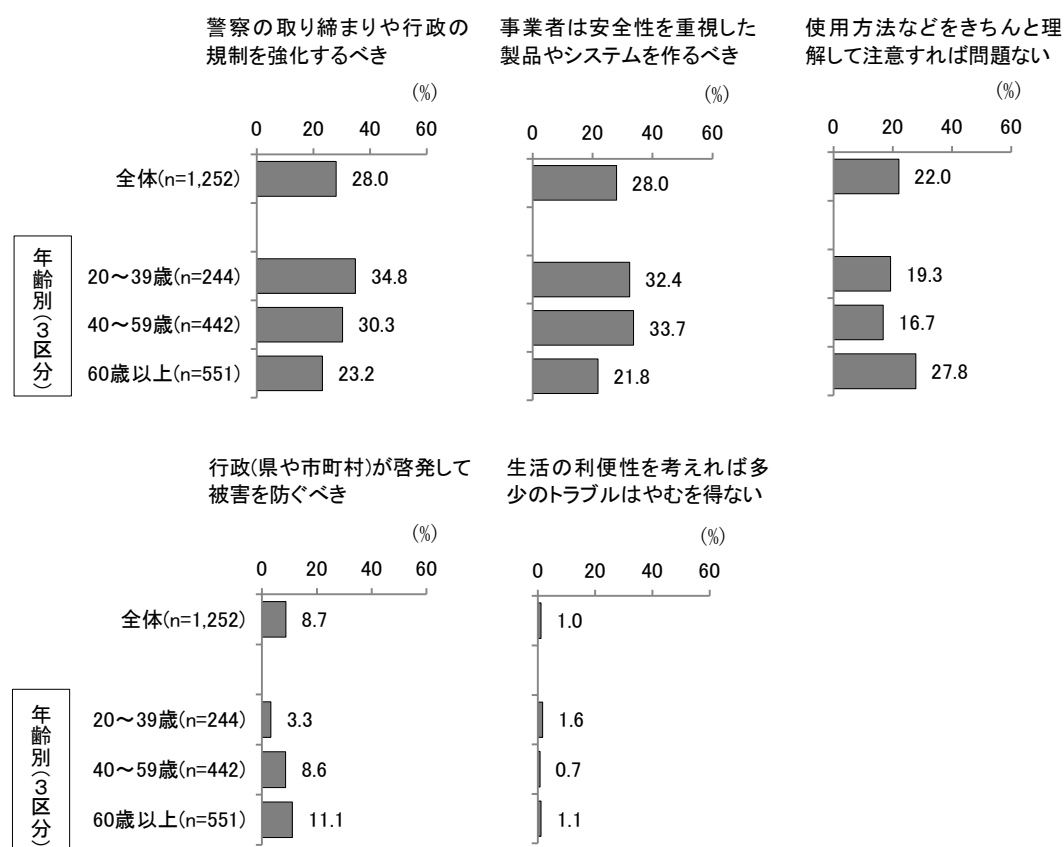 警察の取り締まりや行政の
規制を強化するべき
(%)
0 20 40 60
全体(n=1,252) 28.0
年齢別(3区分)
20～39歳(n=244) 34.8
40～59歳(n=442) 30.3
60歳以上(n=551) 23.2
事業者は安全性を重視した
製品やシステムを作るべき
(%)
0 20 40 60
28.0
32.4
33.7
21.8
使用方法などをきちんと理
解して注意すれば問題ない
(%)
0 20 40 60
22.0
19.3
16.7
27.8
行政(県や市町村)が啓発して
被害を防ぐべき
(%)
0 20 40 60
全体(n=1,252) 8.7
年齢別(3区分)
20～39歳(n=244) 3.3
40～59歳(n=442) 8.6
60歳以上(n=551) 11.1
生活の利便性を考えれば多
少のトラブルはやむを得ない
(%)
0 20 40 60
1.0
1.6
0.7
1.1